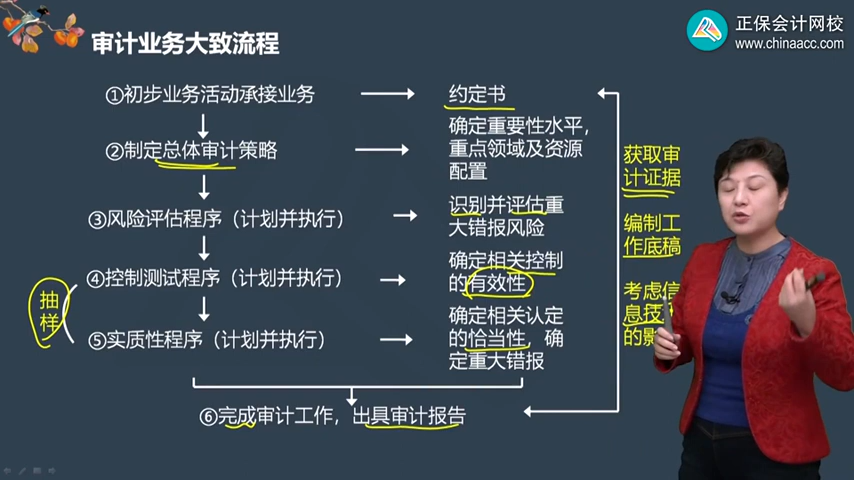 审计业务大致流程
正保会计网校
www.chinaacc.com
①初步业务活动承接业务
约定书
②制定总体审计策略
确定重要性水平，
重点领域及资源
配置
③风险评估程序（计划并执行）
识别并评估重
大错报风险
④控制测试程序（计划并执行）
确定相关控制
的有效性
⑤实质性程序（计划并执行）
确定相关认定
的恰当性，确
定重大错报
抽
样
⑥完成审计工作，出具审计报告
获取审
计证据
编制工
作底稿
考虑信
息技
的影